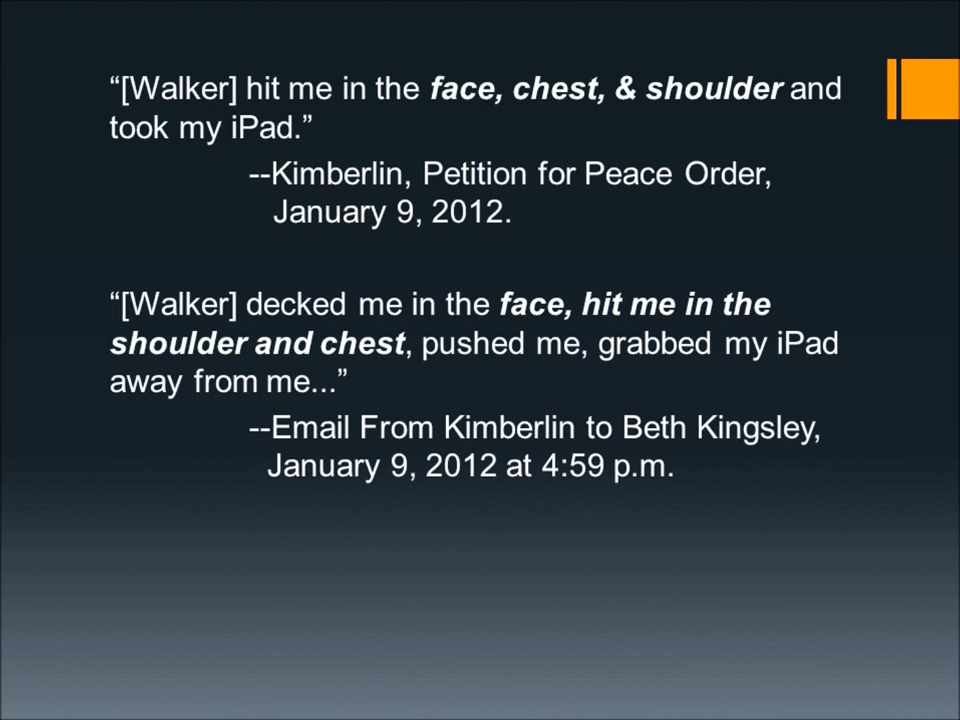 “[Walker] hit me in the face, chest, & shoulder and
took my iPad.”
--Kimberlin, Petition for Peace Order,
January 9, 2012.
“[Walker] decked me in the face, hit me in the
shoulder and chest, pushed me, grabbed my iPad
away from me...”
--Email From Kimberlin to Beth Kingsley,
January 9, 2012 at 4:59 p.m.